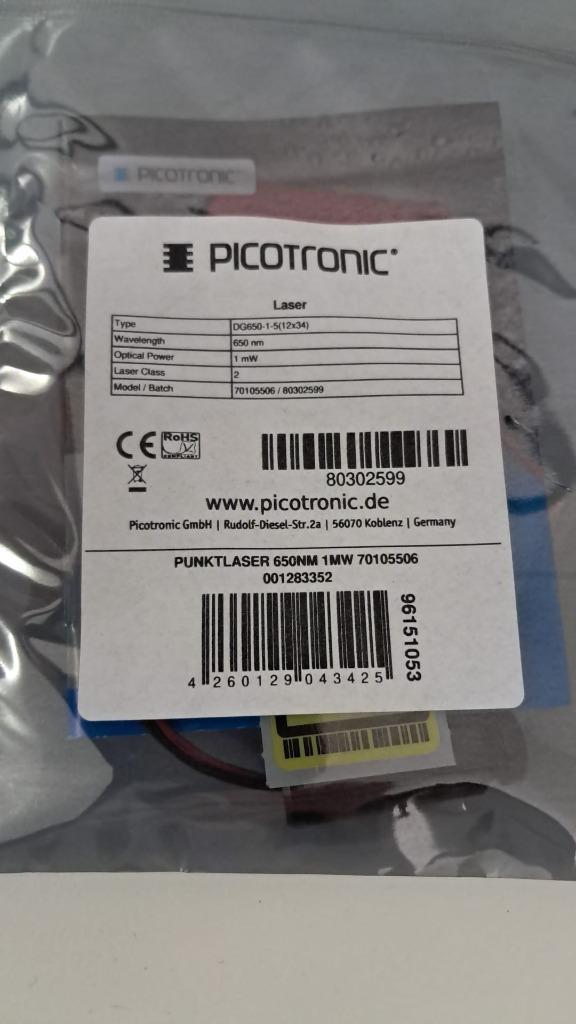 PICOTRONIC
PICOTRONIC®
Laser
Type DG650-1-5(12x34)
Wavelength 650 nm
Optical Power 1 mW
Laser Class 2
Model / Batch 70105506 / 80302599
CE RoHS
COMPLIANT
80302599
www.picotronic.de
Picotronic GmbH | Rudolf-Diesel-Str.2a | 56070 Koblenz | Germany
PUNKTLASER 650NM 1MW 70105506
001283352
96151053
4 260129 043425